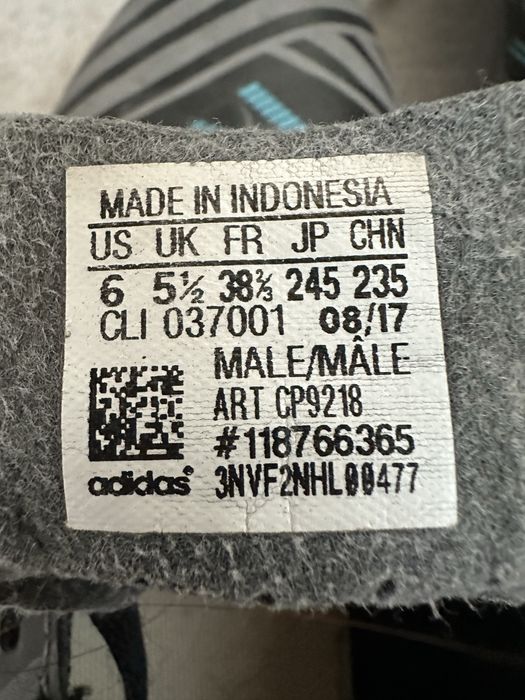 MADE IN INDONESIA
US UK FR JP CHN
6 5½ 38⅔ 245 235
CLI 037001 08/17
MALE/MÂLE
ART CP9218
#118766365
adidas® 3NVF2NHL00477